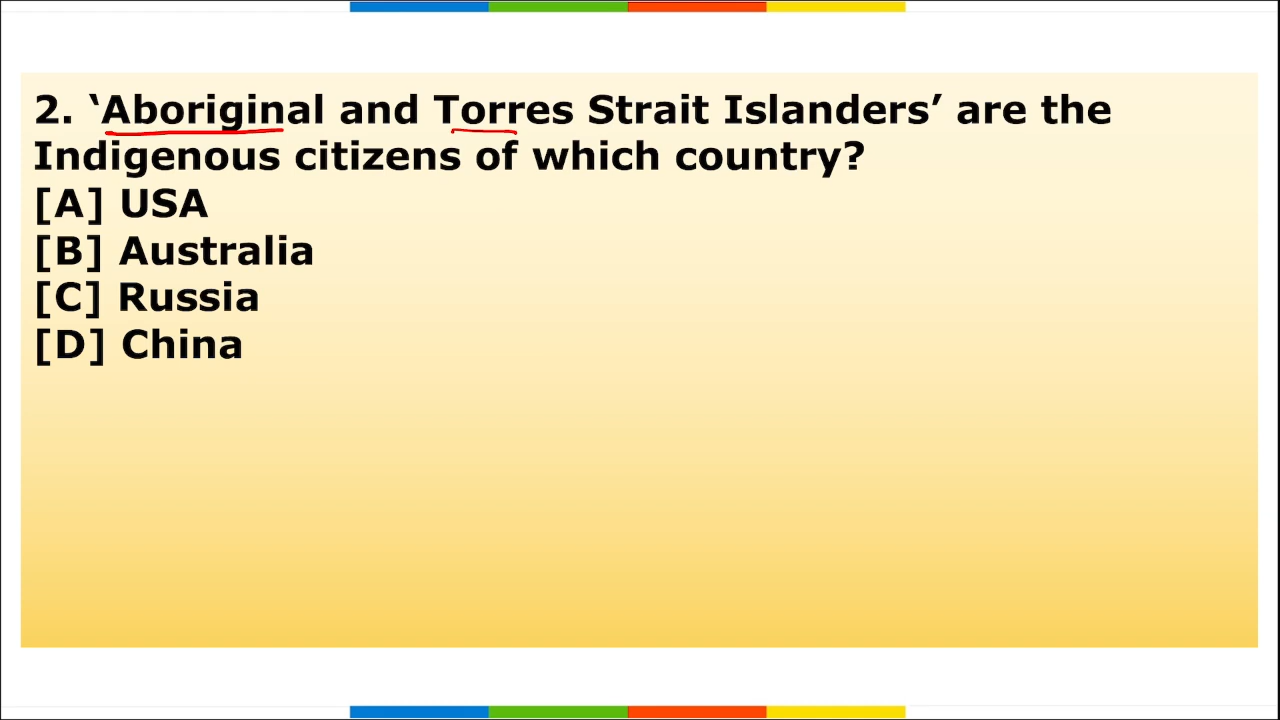 2. ‘Aboriginal and Torres Strait Islanders’ are the
Indigenous citizens of which country?
[A] USA
[B] Australia
[C] Russia
[D] China